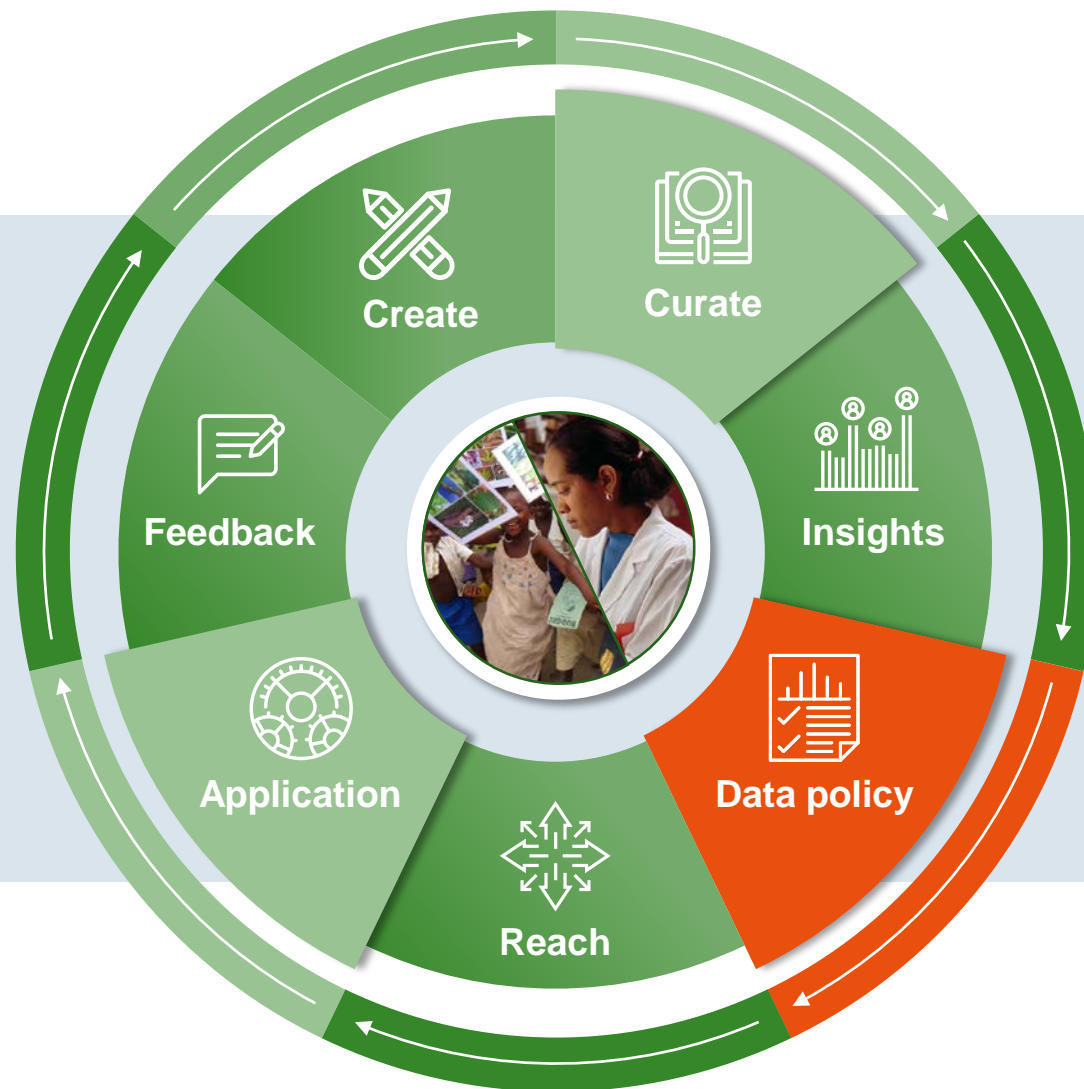 Create
Curate
Insights
Data policy
Reach
Application
Feedback